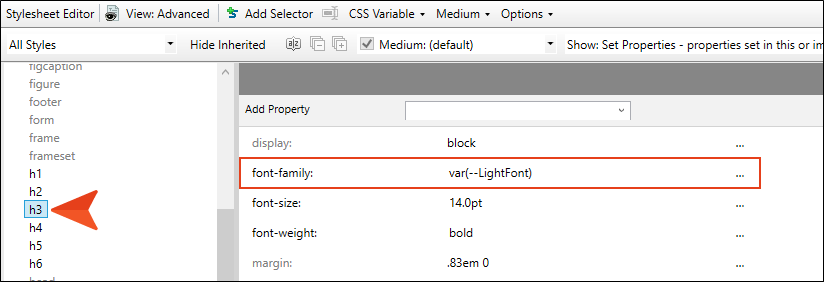 Stylesheet Editor View: Advanced Add Selector CSS Variable Medium Options
All Styles Hide Inherited Medium: (default) Show: Set Properties - properties set in this or im
figcaption
figure
footer
form
frame
frameset
h1
h2
h3
h4
h5
h6
head
Add Property
display: block ...
font-family: var(--LightFont) ...
font-size: 14.0pt ...
font-weight: bold ...
margin: .83em 0 ...